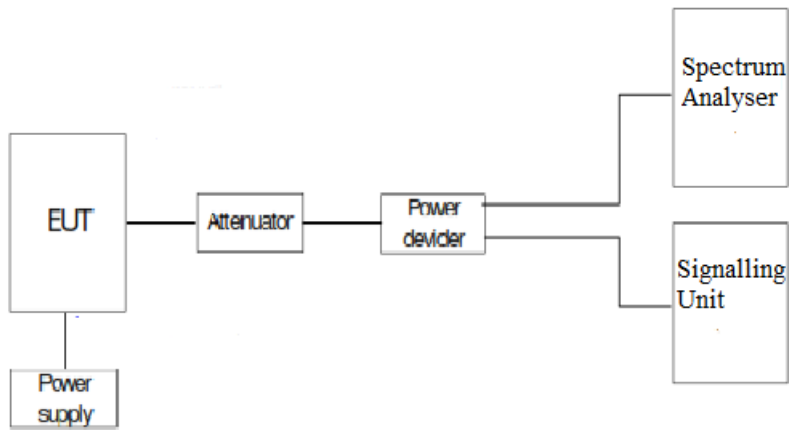 Spectrum
Analyser
EUT
Attenuator
Power
devider
Signalling
Unit
Power
supply